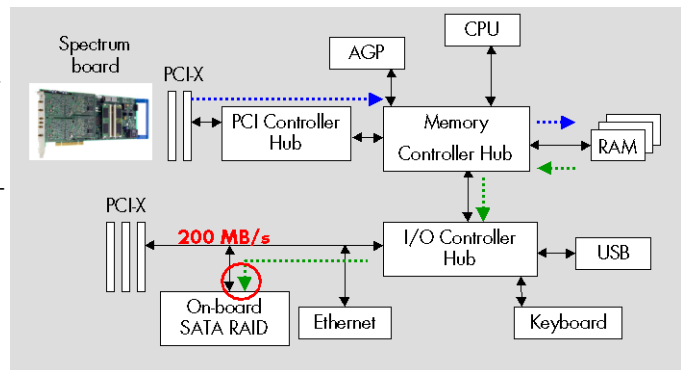 Spectrum
board
PCI-X
AGP
CPU
PCI Controller
Hub
Memory
Controller Hub
RAM
PCI-X
200 MB/s
I/O Controller
Hub
USB
On-board
SATA RAID
Ethernet
Keyboard